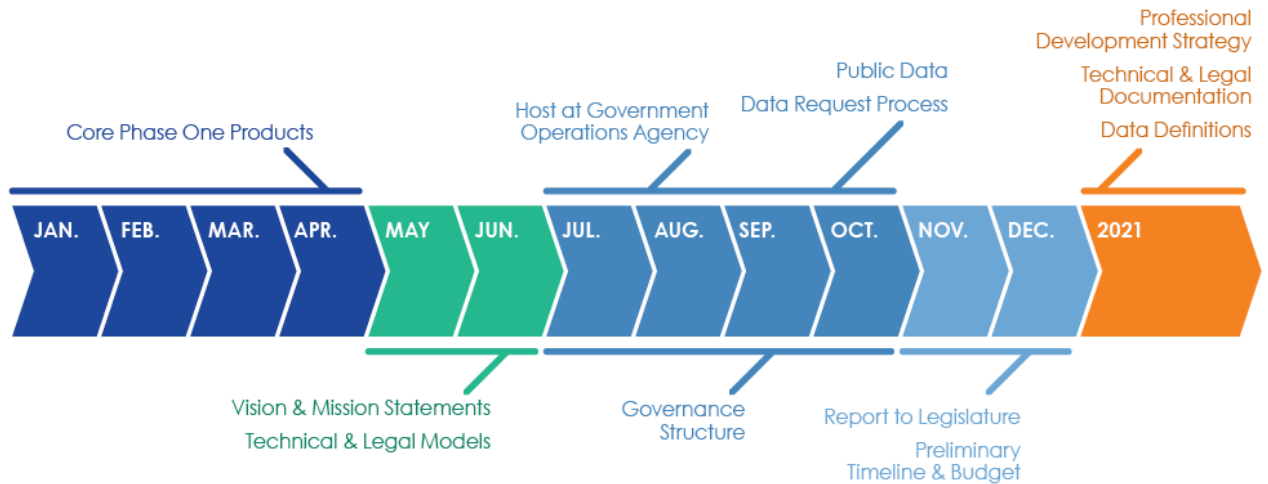 Professional
Development Strategy
Technical & Legal
Documentation
Data Definitions
Public Data
Data Request Process
Host at Government
Operations Agency
Core Phase One Products
JAN.
FEB.
MAR.
APR.
MAY
JUN.
JUL.
AUG.
SEP.
OCT.
NOV.
DEC.
2021
Vision & Mission Statements
Technical & Legal Models
Governance
Structure
Report to Legislature
Preliminary
Timeline & Budget